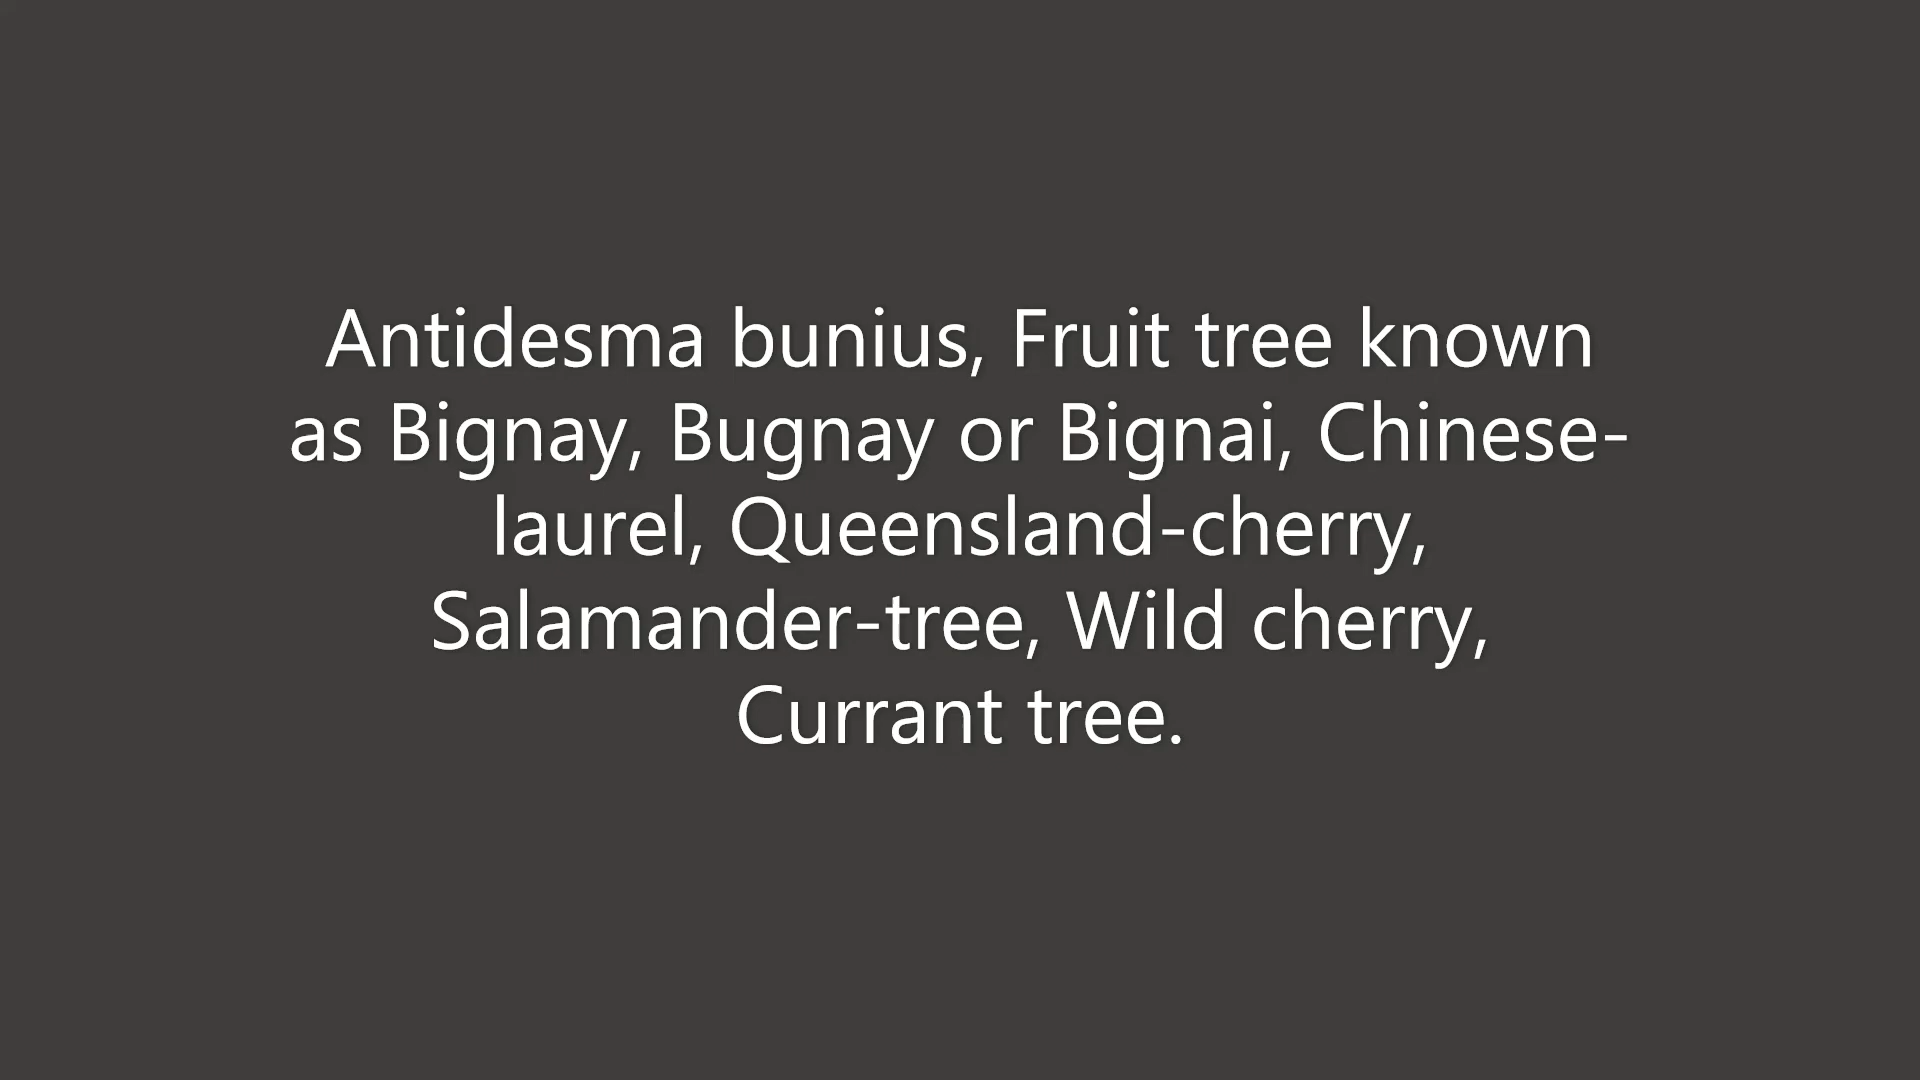 Antidesma bunius, Fruit tree known
as Bignay, Bugnay or Bignai, Chinese-
laurel, Queensland-cherry,
Salamander-tree, Wild cherry,
Currant tree.